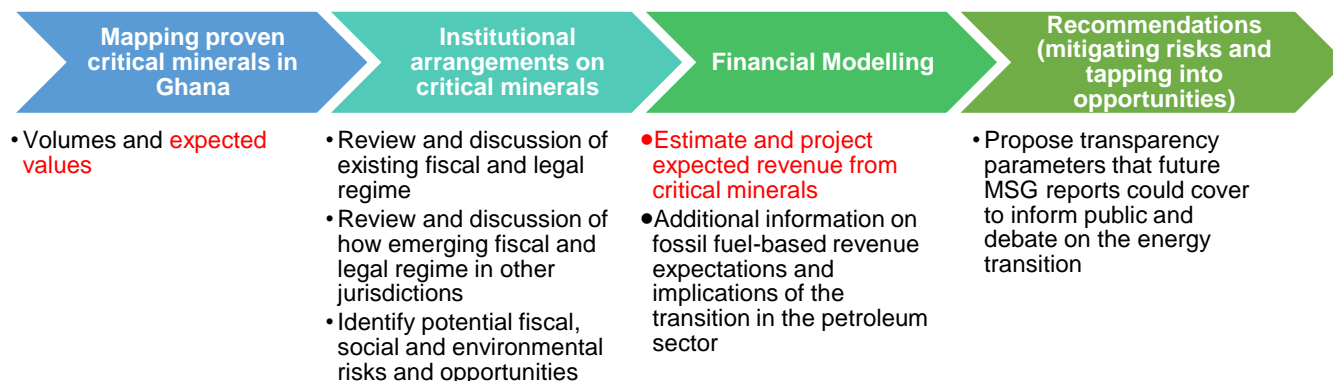 Mapping proven
critical minerals in
Ghana
Institutional
arrangements on
critical minerals
Financial Modelling
Recommendations
(mitigating risks and
tapping into
opportunities)
• Volumes and expected
values
• Review and discussion of
existing fiscal and legal
regime
• Review and discussion of
how emerging fiscal and
legal regime in other
jurisdictions
• Identify potential fiscal,
social and environmental
risks and opportunities
• Estimate and project
expected revenue from
critical minerals
• Additional information on
fossil fuel-based revenue
expectations and
implications of the
transition in the petroleum
sector
• Propose transparency
parameters that future
MSG reports could cover
to inform public and
debate on the energy
transition